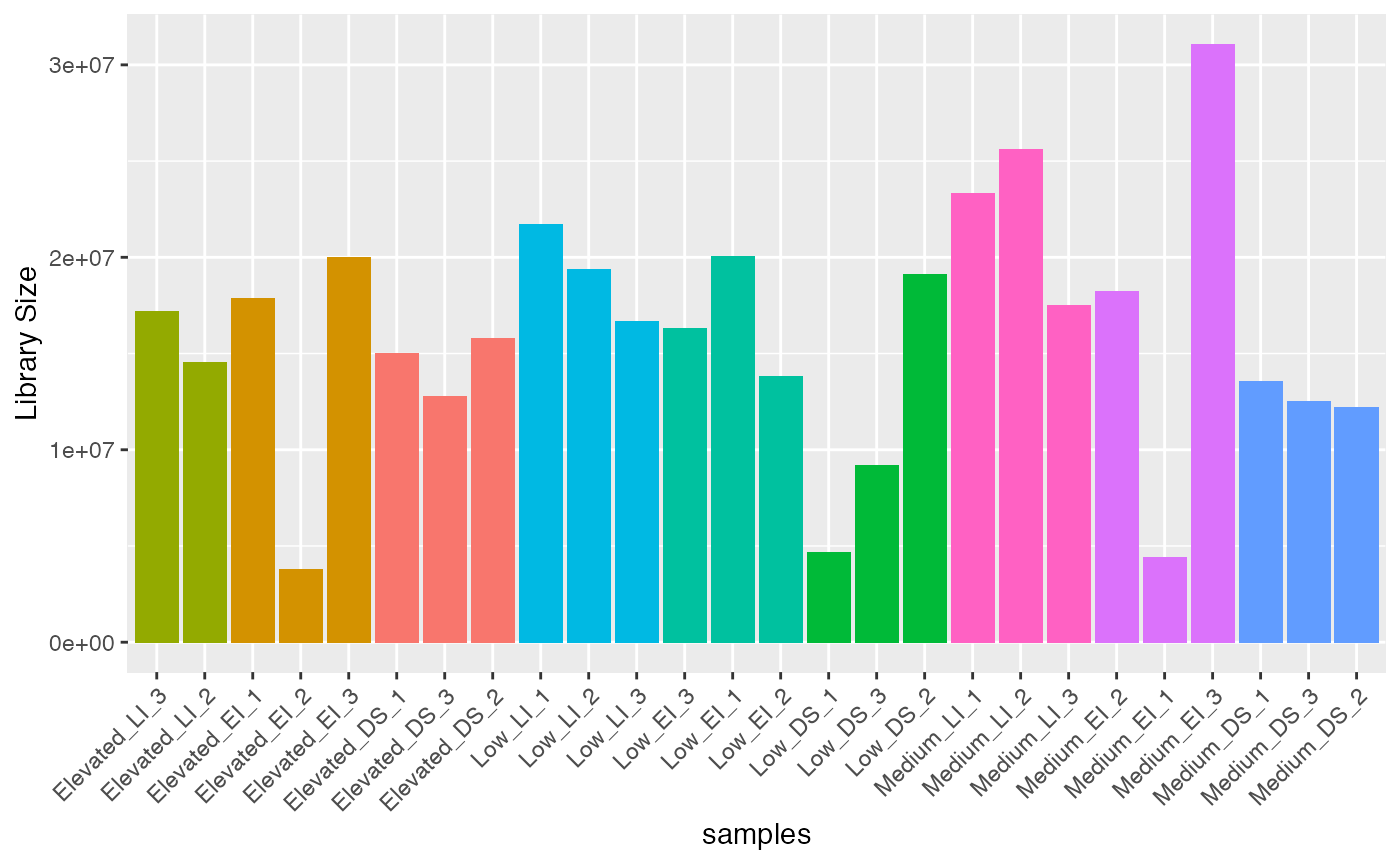 Library Size
3e+07
2e+07
1e+07
0e+00
Elevated_LI_3
Elevated_LI_2
Elevated_EI_1
Elevated_EI_2
Elevated_EI_3
Elevated_DS_1
Elevated_DS_3
Elevated_DS_2
Low_LI_1
Low_LI_2
Low_LI_3
Low_EI_3
Low_EI_1
Low_EI_2
Low_DS_1
Low_DS_3
Low_DS_2
Medium_LI_1
Medium_LI_2
Medium_LI_3
Medium_EI_2
Medium_EI_1
Medium_EI_3
Medium_DS_1
Medium_DS_3
Medium_DS_2
samples